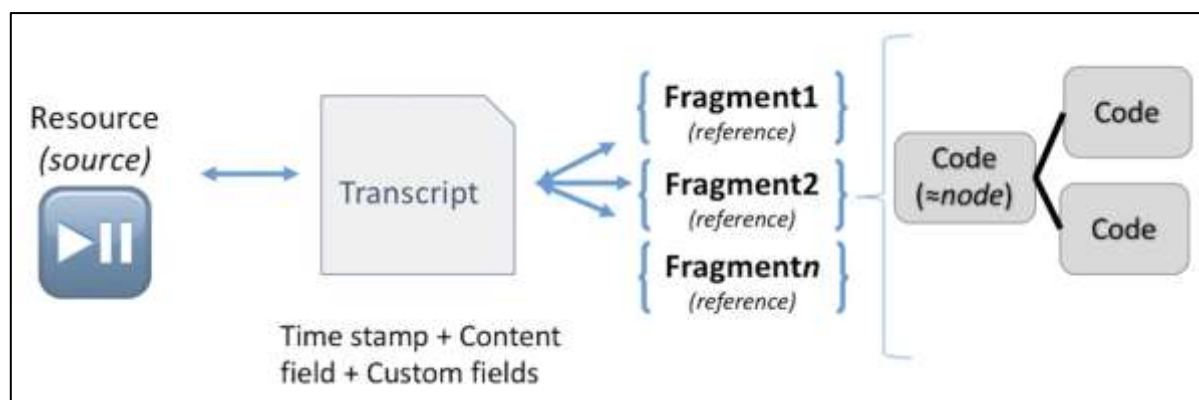 Resource
(source)
Transcript
Time stamp + Content
field + Custom fields
Fragment1
(reference)
Fragment2
(reference)
Fragmentn
(reference)
Code
(≈node)
Code
Code